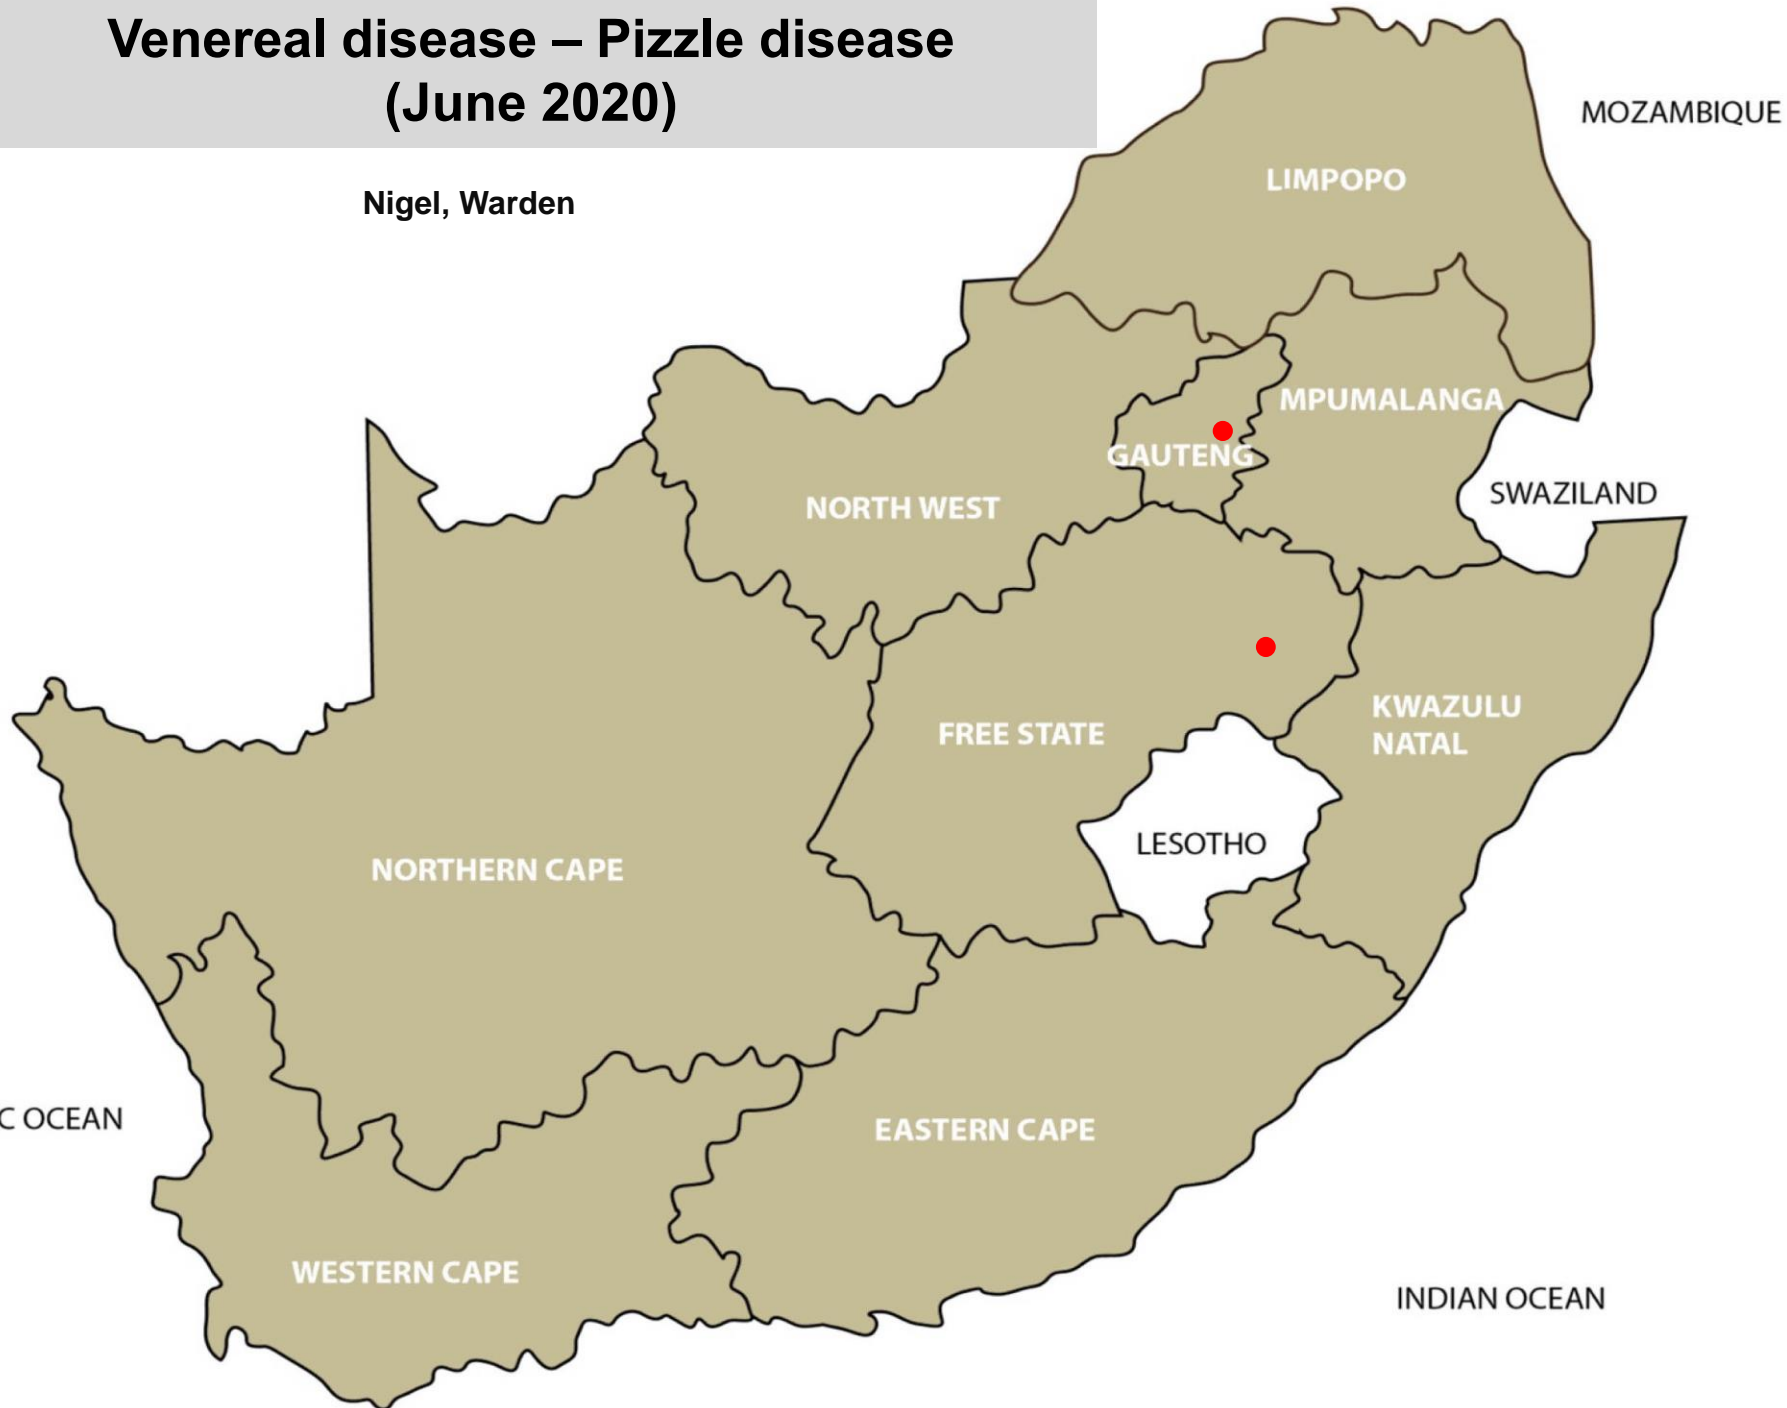 Venereal disease – Pizzle disease
(June 2020)
Nigel, Warden
MOZAMBIQUE
LIMPOPO
MPUMALANGA
GAUTENG
SWAZILAND
NORTH WEST
KWAZULU
NATAL
FREE STATE
LESOTHO
NORTHERN CAPE
C OCEAN
EASTERN CAPE
WESTERN CAPE
INDIAN OCEAN